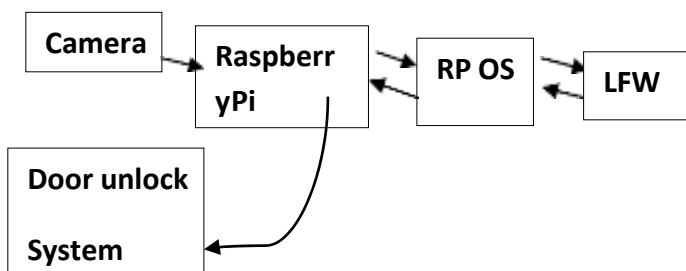 Camera
Raspberr
yPi
RP OS
LFW
Door unlock
System